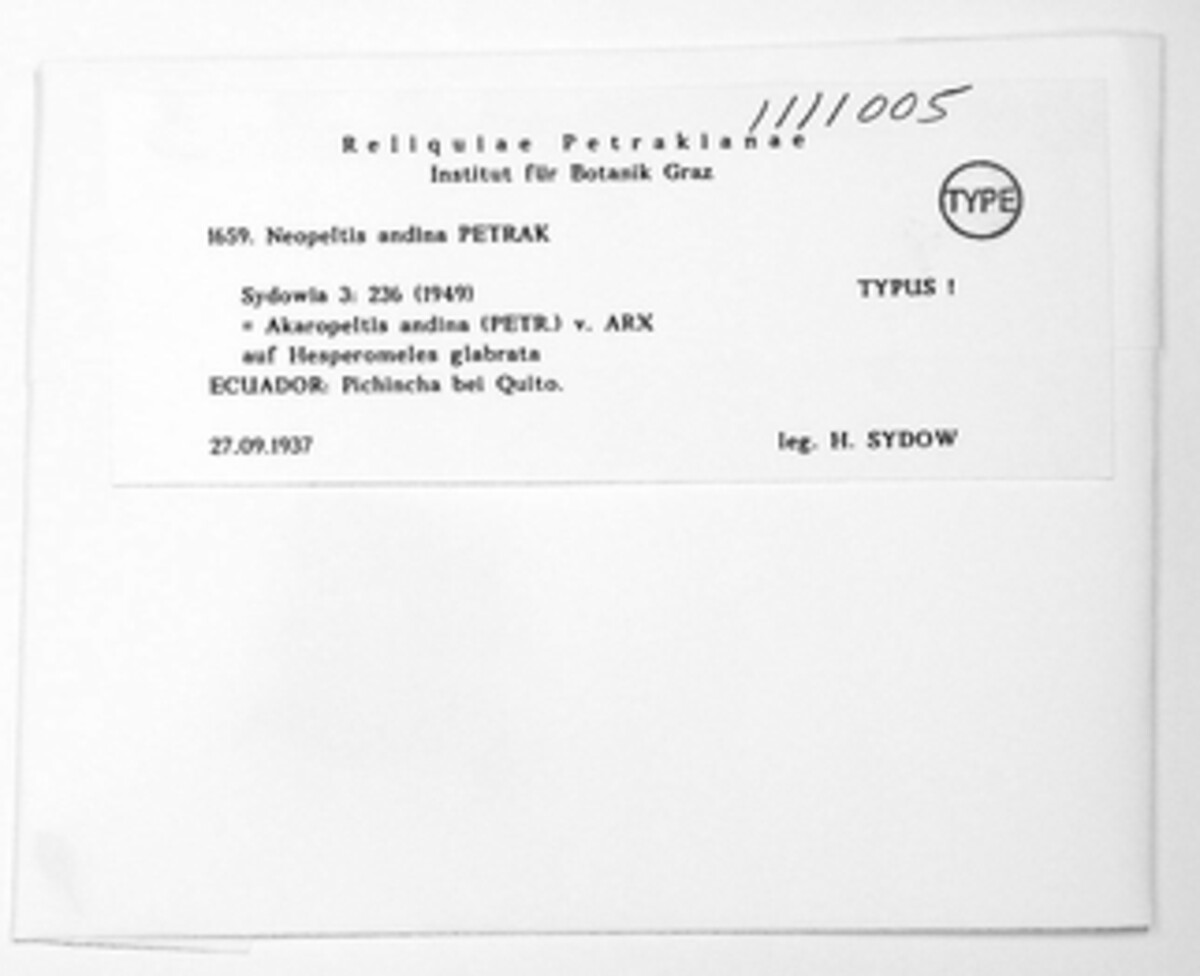 1111005
Reliquiae Petrakianae
Institut für Botanik Graz
TYPE
1659. Neopeltis andina PETRAK
Sydowia 3: 236 (1949) TYPUS !
= Akaropeltis andina (PETR.) v. ARX
auf Hesperomeles glabrata
ECUADOR: Pichincha bei Quito.
27.09.1937 leg. H. SYDOW